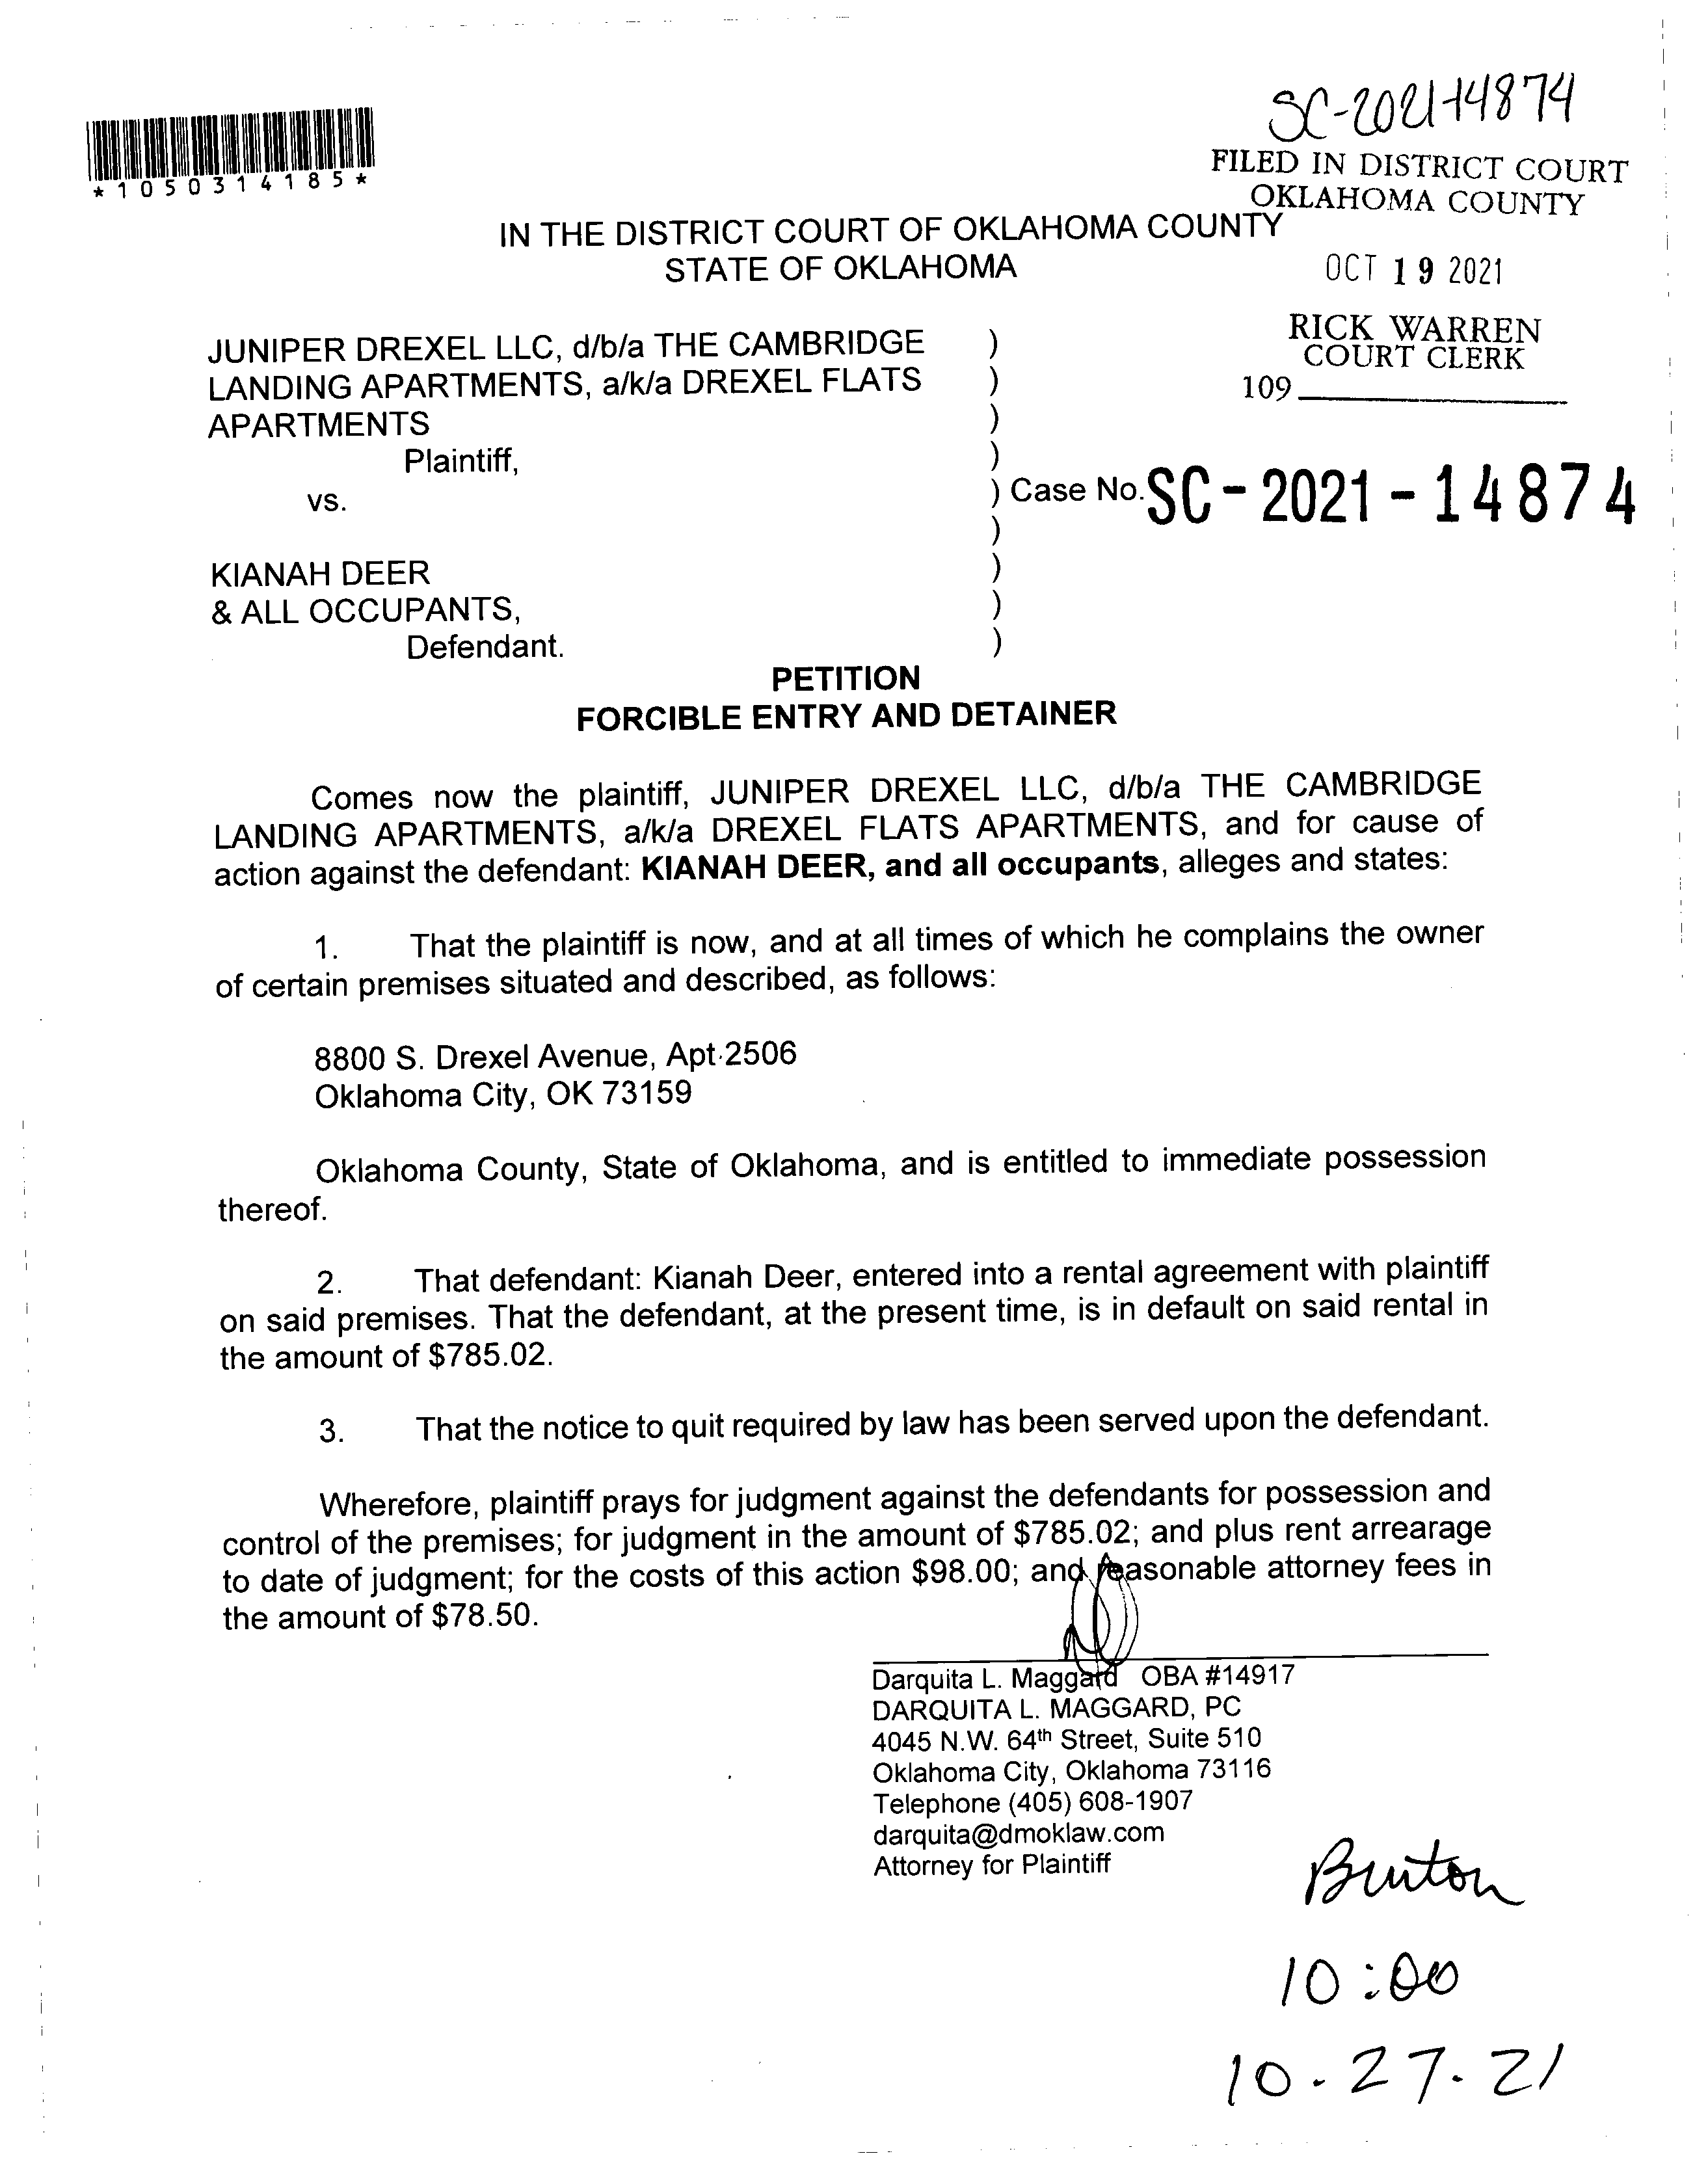 SC-2021-14874
FILED IN DISTRICT COURT
OKLAHOMA COUNTY
*1050314185*
IN THE DISTRICT COURT OF OKLAHOMA COUNTY
STATE OF OKLAHOMA
OCT 19 2021
RICK WARREN
COURT CLERK
109
JUNIPER DREXEL LLC, d/b/a THE CAMBRIDGE )
LANDING APARTMENTS, a/k/a DREXEL FLATS )
APARTMENTS )
Plaintiff, )
vs. ) Case No. SC-2021-14874
)
KIANAH DEER )
& ALL OCCUPANTS, )
Defendant. )
PETITION
FORCIBLE ENTRY AND DETAINER
Comes now the plaintiff, JUNIPER DREXEL LLC, d/b/a THE CAMBRIDGE
LANDING APARTMENTS, a/k/a DREXEL FLATS APARTMENTS, and for cause of
action against the defendant: KIANAH DEER, and all occupants, alleges and states:
1. That the plaintiff is now, and at all times of which he complains the owner
of certain premises situated and described, as follows:
8800 S. Drexel Avenue, Apt 2506
Oklahoma City, OK 73159
Oklahoma County, State of Oklahoma, and is entitled to immediate possession
thereof.
2. That defendant: Kianah Deer, entered into a rental agreement with plaintiff
on said premises. That the defendant, at the present time, is in default on said rental in
the amount of $785.02.
3. That the notice to quit required by law has been served upon the defendant.
Wherefore, plaintiff prays for judgment against the defendants for possession and
control of the premises; for judgment in the amount of $785.02; and plus rent arrearage
to date of judgment; for the costs of this action $98.00; and reasonable attorney fees in
the amount of $78.50.
Darquita L. Maggard OBA #14917
DARQUITA L. MAGGARD, PC
4045 N.W. 64th Street, Suite 510
Oklahoma City, Oklahoma 73116
Telephone (405) 608-1907
darquita@dmoklaw.com
Attorney for Plaintiff
10:00
10-27-21